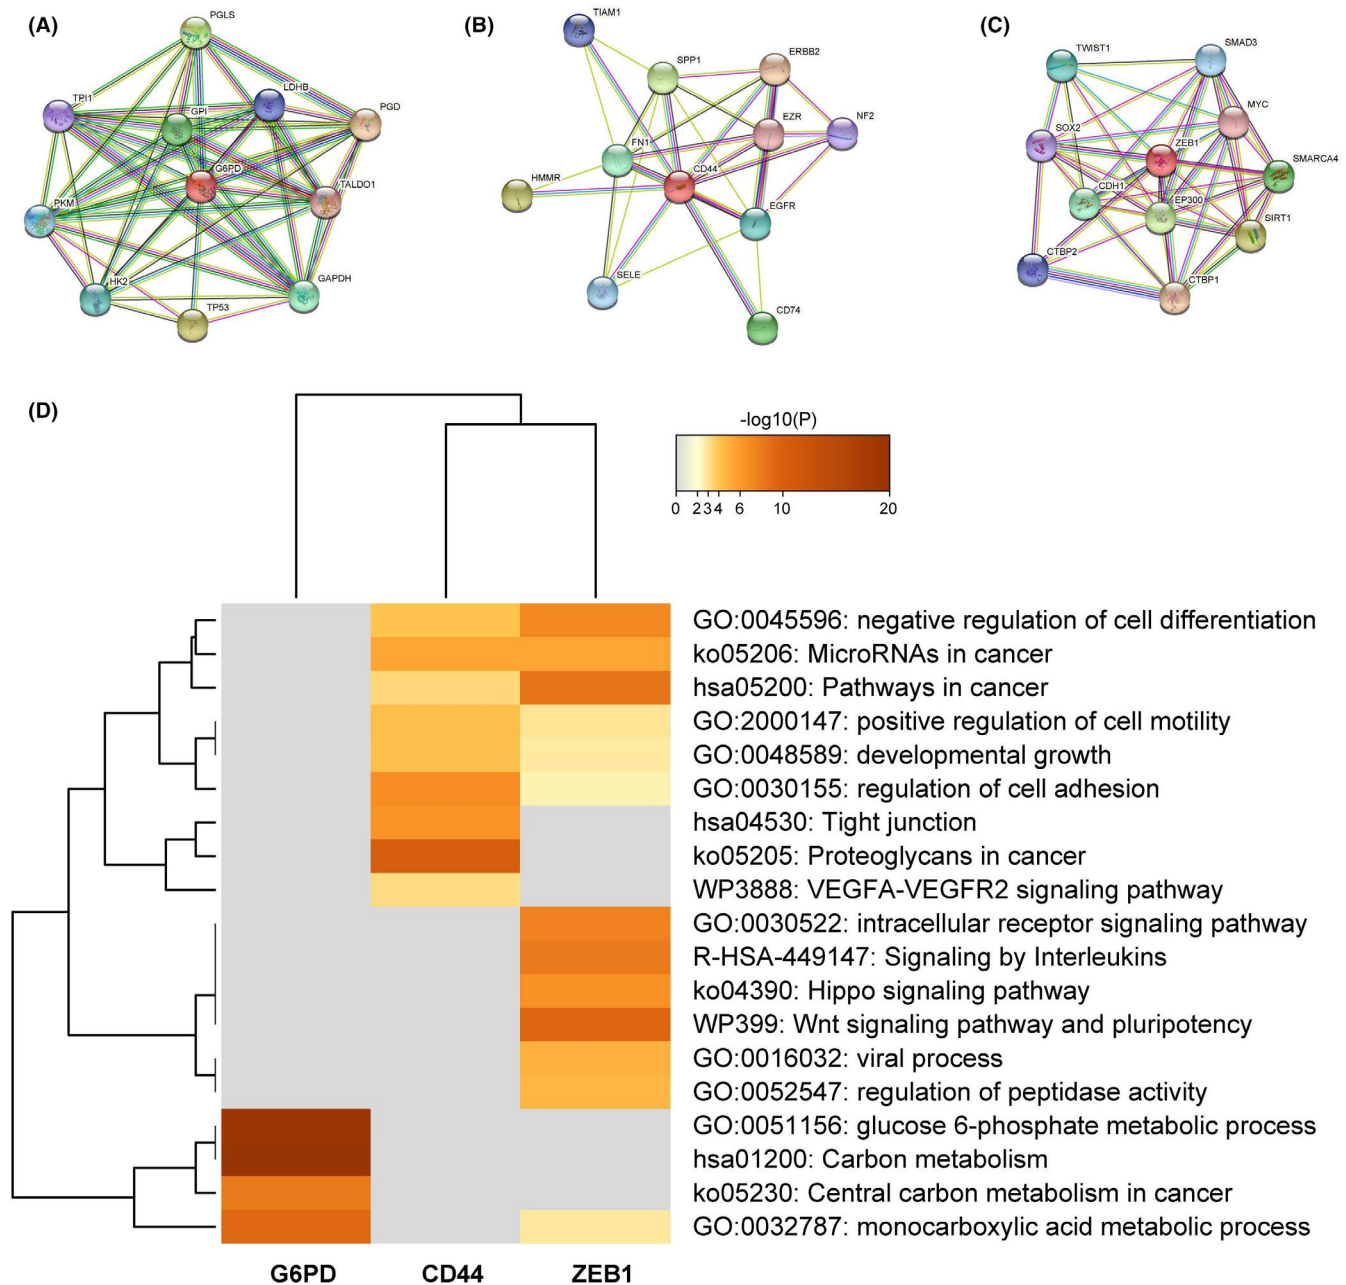 (A)
PGLS
TPI1
GPI
LDHB
PGD
G6PD
PKM
TALDO1
HK2
GAPDH
TP53
(B)
TIAM1
SPP1
ERBB2
EZR
NF2
FN1
CD44
HMMR
EGFR
SELE
CD74
(C)
TWIST1
SMAD3
MYC
SOX2
ZEB1
SMARCA4
CDH1
EP300
SIRT1
CTBP2
CTBP1
(D)
-log10(P)
0 2 3 4 6 10 20
GO:0045596: negative regulation of cell differentiation
ko05206: MicroRNAs in cancer
hsa05200: Pathways in cancer
GO:2000147: positive regulation of cell motility
GO:0048589: developmental growth
GO:0030155: regulation of cell adhesion
hsa04530: Tight junction
ko05205: Proteoglycans in cancer
WP3888: VEGFA-VEGFR2 signaling pathway
GO:0030522: intracellular receptor signaling pathway
R-HSA-449147: Signaling by Interleukins
ko04390: Hippo signaling pathway
WP399: Wnt signaling pathway and pluripotency
GO:0016032: viral process
GO:0052547: regulation of peptidase activity
GO:0051156: glucose 6-phosphate metabolic process
hsa01200: Carbon metabolism
ko05230: Central carbon metabolism in cancer
GO:0032787: monocarboxylic acid metabolic process
G6PD CD44 ZEB1